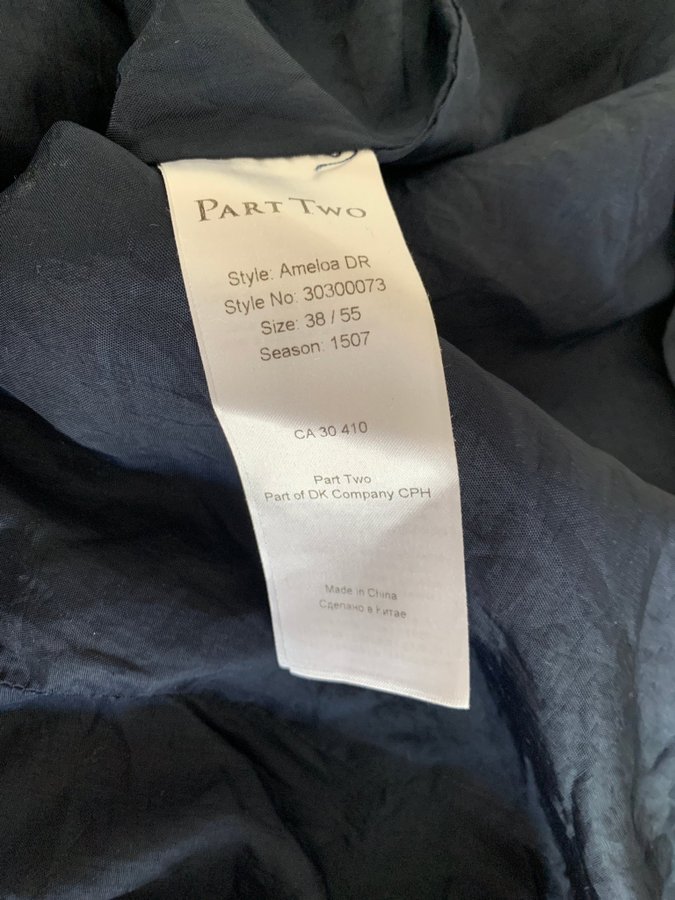 PART TWO
Style: Ameloa DR
Style No: 30300073
Size: 38 / 55
Season: 1507
CA 30 410
Part Two
Part of DK Company CPH
Made in China
Сделано в Китае